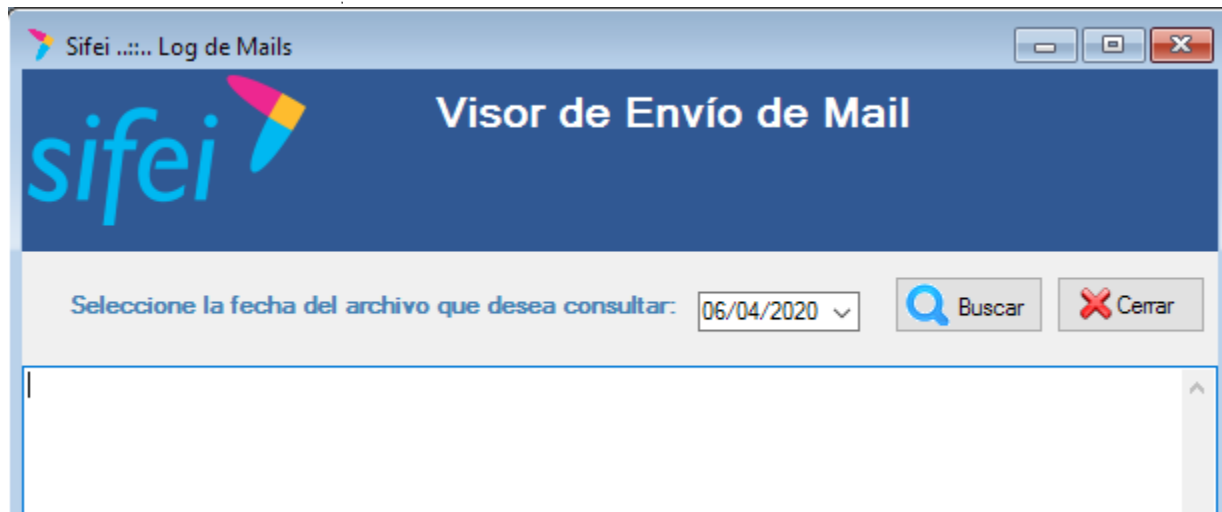 Sifei ..::.. Log de Mails
sifei
Visor de Envío de Mail
Seleccione la fecha del archivo que desea consultar: 06/04/2020 Buscar Cerrar